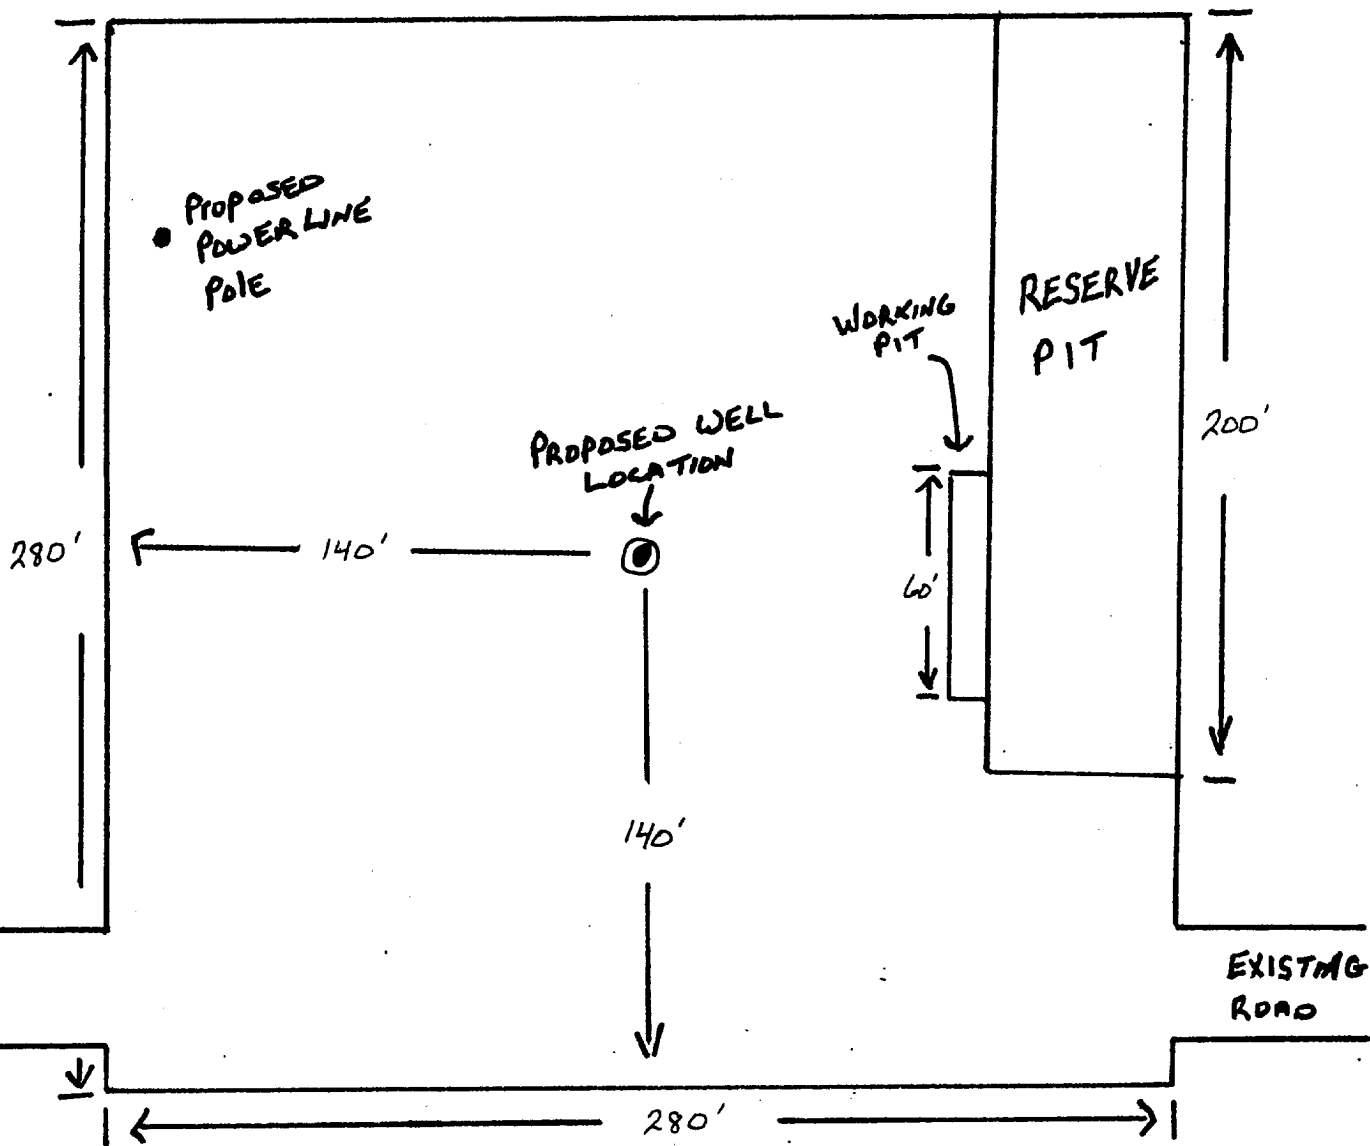 PROPOSED
POWER LINE
POLE
RESERVE
PIT
WORKING
PIT
200'
PROPOSED WELL
LOCATION
280'
140'
60'
140'
EXISTING
ROAD
280'